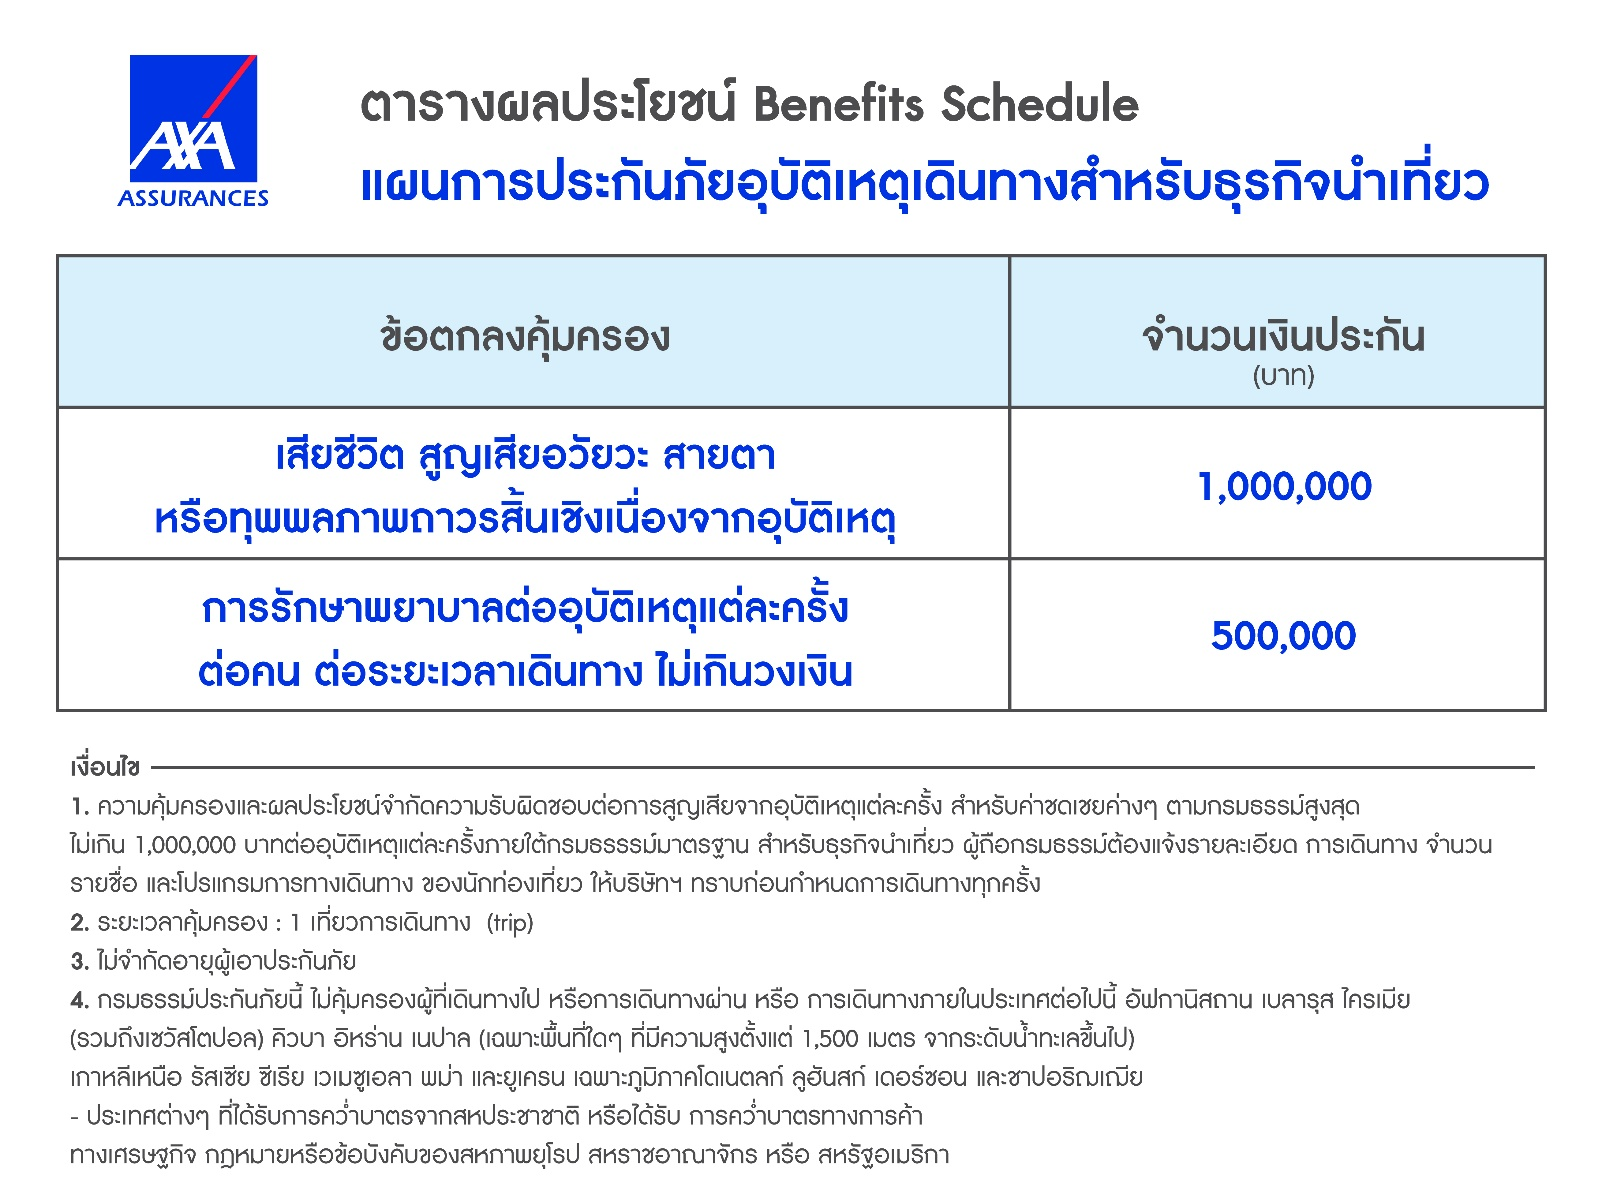 AXA
ASSURANCES
ตารางผลประโยชน์ Benefits Schedule
แผนการประกันภัยอุบัติเหตุเดินทางสำหรับธุรกิจนำเที่ยว
ข้อตกลงคุ้มครอง
จำนวนเงินประกัน
(บาท)
เสียชีวิต สูญเสียอวัยวะ สายตา
หรือทุพพลภาพถาวรสิ้นเชิงเนื่องจากอุบัติเหตุ
1,000,000
การรักษาพยาบาลต่ออุบัติเหตุแต่ละครั้ง
ต่อคน ต่อระยะเวลาเดินทาง ไม่เกินวงเงิน
500,000
เงื่อนไข
1. ความคุ้มครองและผลประโยชน์จำกัดความรับผิดชอบต่อการสูญเสียจากอุบัติเหตุแต่ละครั้ง สำหรับค่าชดเชยค่างๆ ตามกรมธรรม์สูงสุด
ไม่เกิน 1,000,000 บาทต่ออุบัติเหตุแต่ละครั้งภายใต้กรมธรรรม์มาตรฐาน สำหรับธุรกิจนำเที่ยว ผู้ถือกรมธรรม์ต้องแจ้งรายละเอียด การเดินทาง จำนวน
รายชื่อ และโปรแกรมการทางเดินทาง ของนักท่องเที่ยว ให้บริษัทฯ ทราบก่อนกำหนดการเดินทางทุกครั้ง
2. ระยะเวลาคุ้มครอง : 1 เที่ยวการเดินทาง (trip)
3. ไม่จำกัดอายุผู้เอาประกันภัย
4. กรมธรรม์ประกันภัยนี้ ไม่คุ้มครองผู้ที่เดินทางไป หรือการเดินทางผ่าน หรือ การเดินทางภายในประเทศต่อไปนี้ อัฟกานิสถาน เบลารุส ไครเมีย
(รวมถึงเซวัสโตปอล) คิวบา อิหร่าน เนปาล (เฉพาะพื้นที่ใดๆ ที่มีความสูงตั้งแต่ 1,500 เมตร จากระดับน้ำทะเลขึ้นไป)
เกาหลีเหนือ รัสเซีย ซีเรีย เวเมซูเอลา พม่า และยูเครน เฉพาะภูมิภาคโดเนตลก์ ลูฮันสก์ เดอร์ซอน และซาปอริฌเฌีย
- ประเทศต่างๆ ที่ได้รับการคว่ำบาตรจากสหประชาชาติ หรือได้รับ การคว่ำบาตรทางการค้า
ทางเศรษฐกิจ กฎหมายหรือข้อบังคับของสหภาพยุโรป สหราชอาณาจักร หรือ สหรัฐอเมริกา